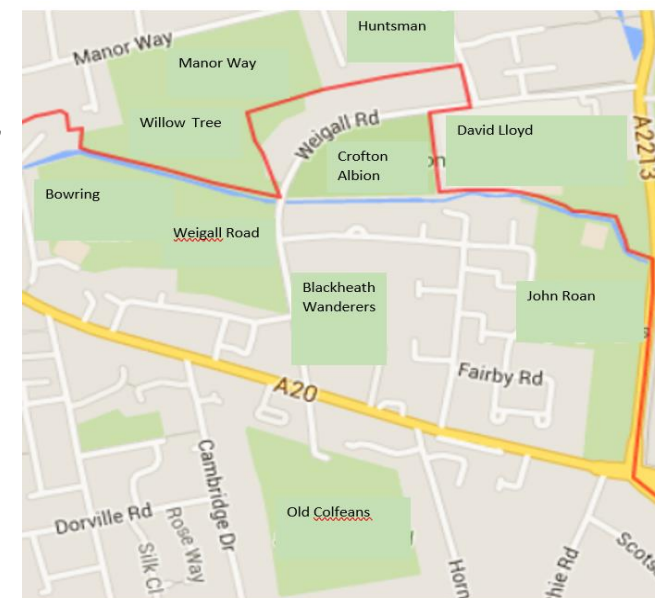 Huntsman
Manor Way
Manor Way
Willow Tree
Weigall Rd
David Lloyd
A2213
Crofton
Albion
on
Bowring
Weigall Road
Blackheath
Wanderers
John Roan
s
Fairby Rd
A20
Cambridge Dr
Old Colfeans
Dorville Rd
Rose Way
Silk Cl
Horn
hie Rd
Scots